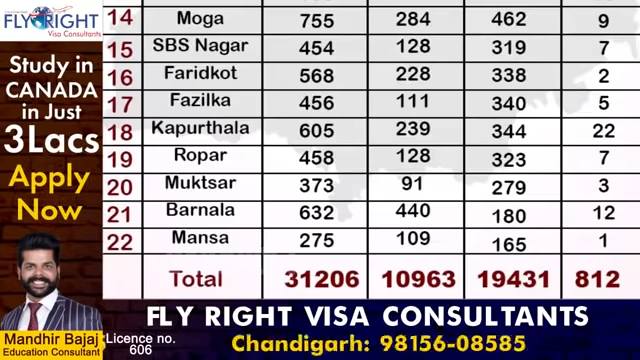 FLY RIGHT
Visa Consultants
Study in
CANADA
in Just
3Lacs
Apply
Now
Mandhir Bajaj
Education Consultant
14 Moga 755 284 462 9
15 SBS Nagar 454 128 319 7
16 Faridkot 568 228 338 2
17 Fazilka 456 111 340 5
18 Kapurthala 605 239 344 22
19 Ropar 458 128 323 7
20 Muktsar 373 91 279 3
21 Barnala 632 440 180 12
22 Mansa 275 109 165 1
Total 31206 10963 19431 812
Licence no.
606
FLY RIGHT VISA CONSULTANTS
Chandigarh: 98156-08585